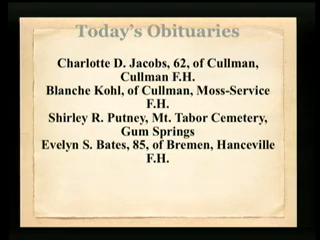 Today's Obituaries
Charlotte D. Jacobs, 62, of Cullman,
Cullman F.H.
Blanche Kohl, of Cullman, Moss-Service
F.H.
Shirley R. Putney, Mt. Tabor Cemetery,
Gum Springs
Evelyn S. Bates, 85, of Bremen, Hanceville
F.H.